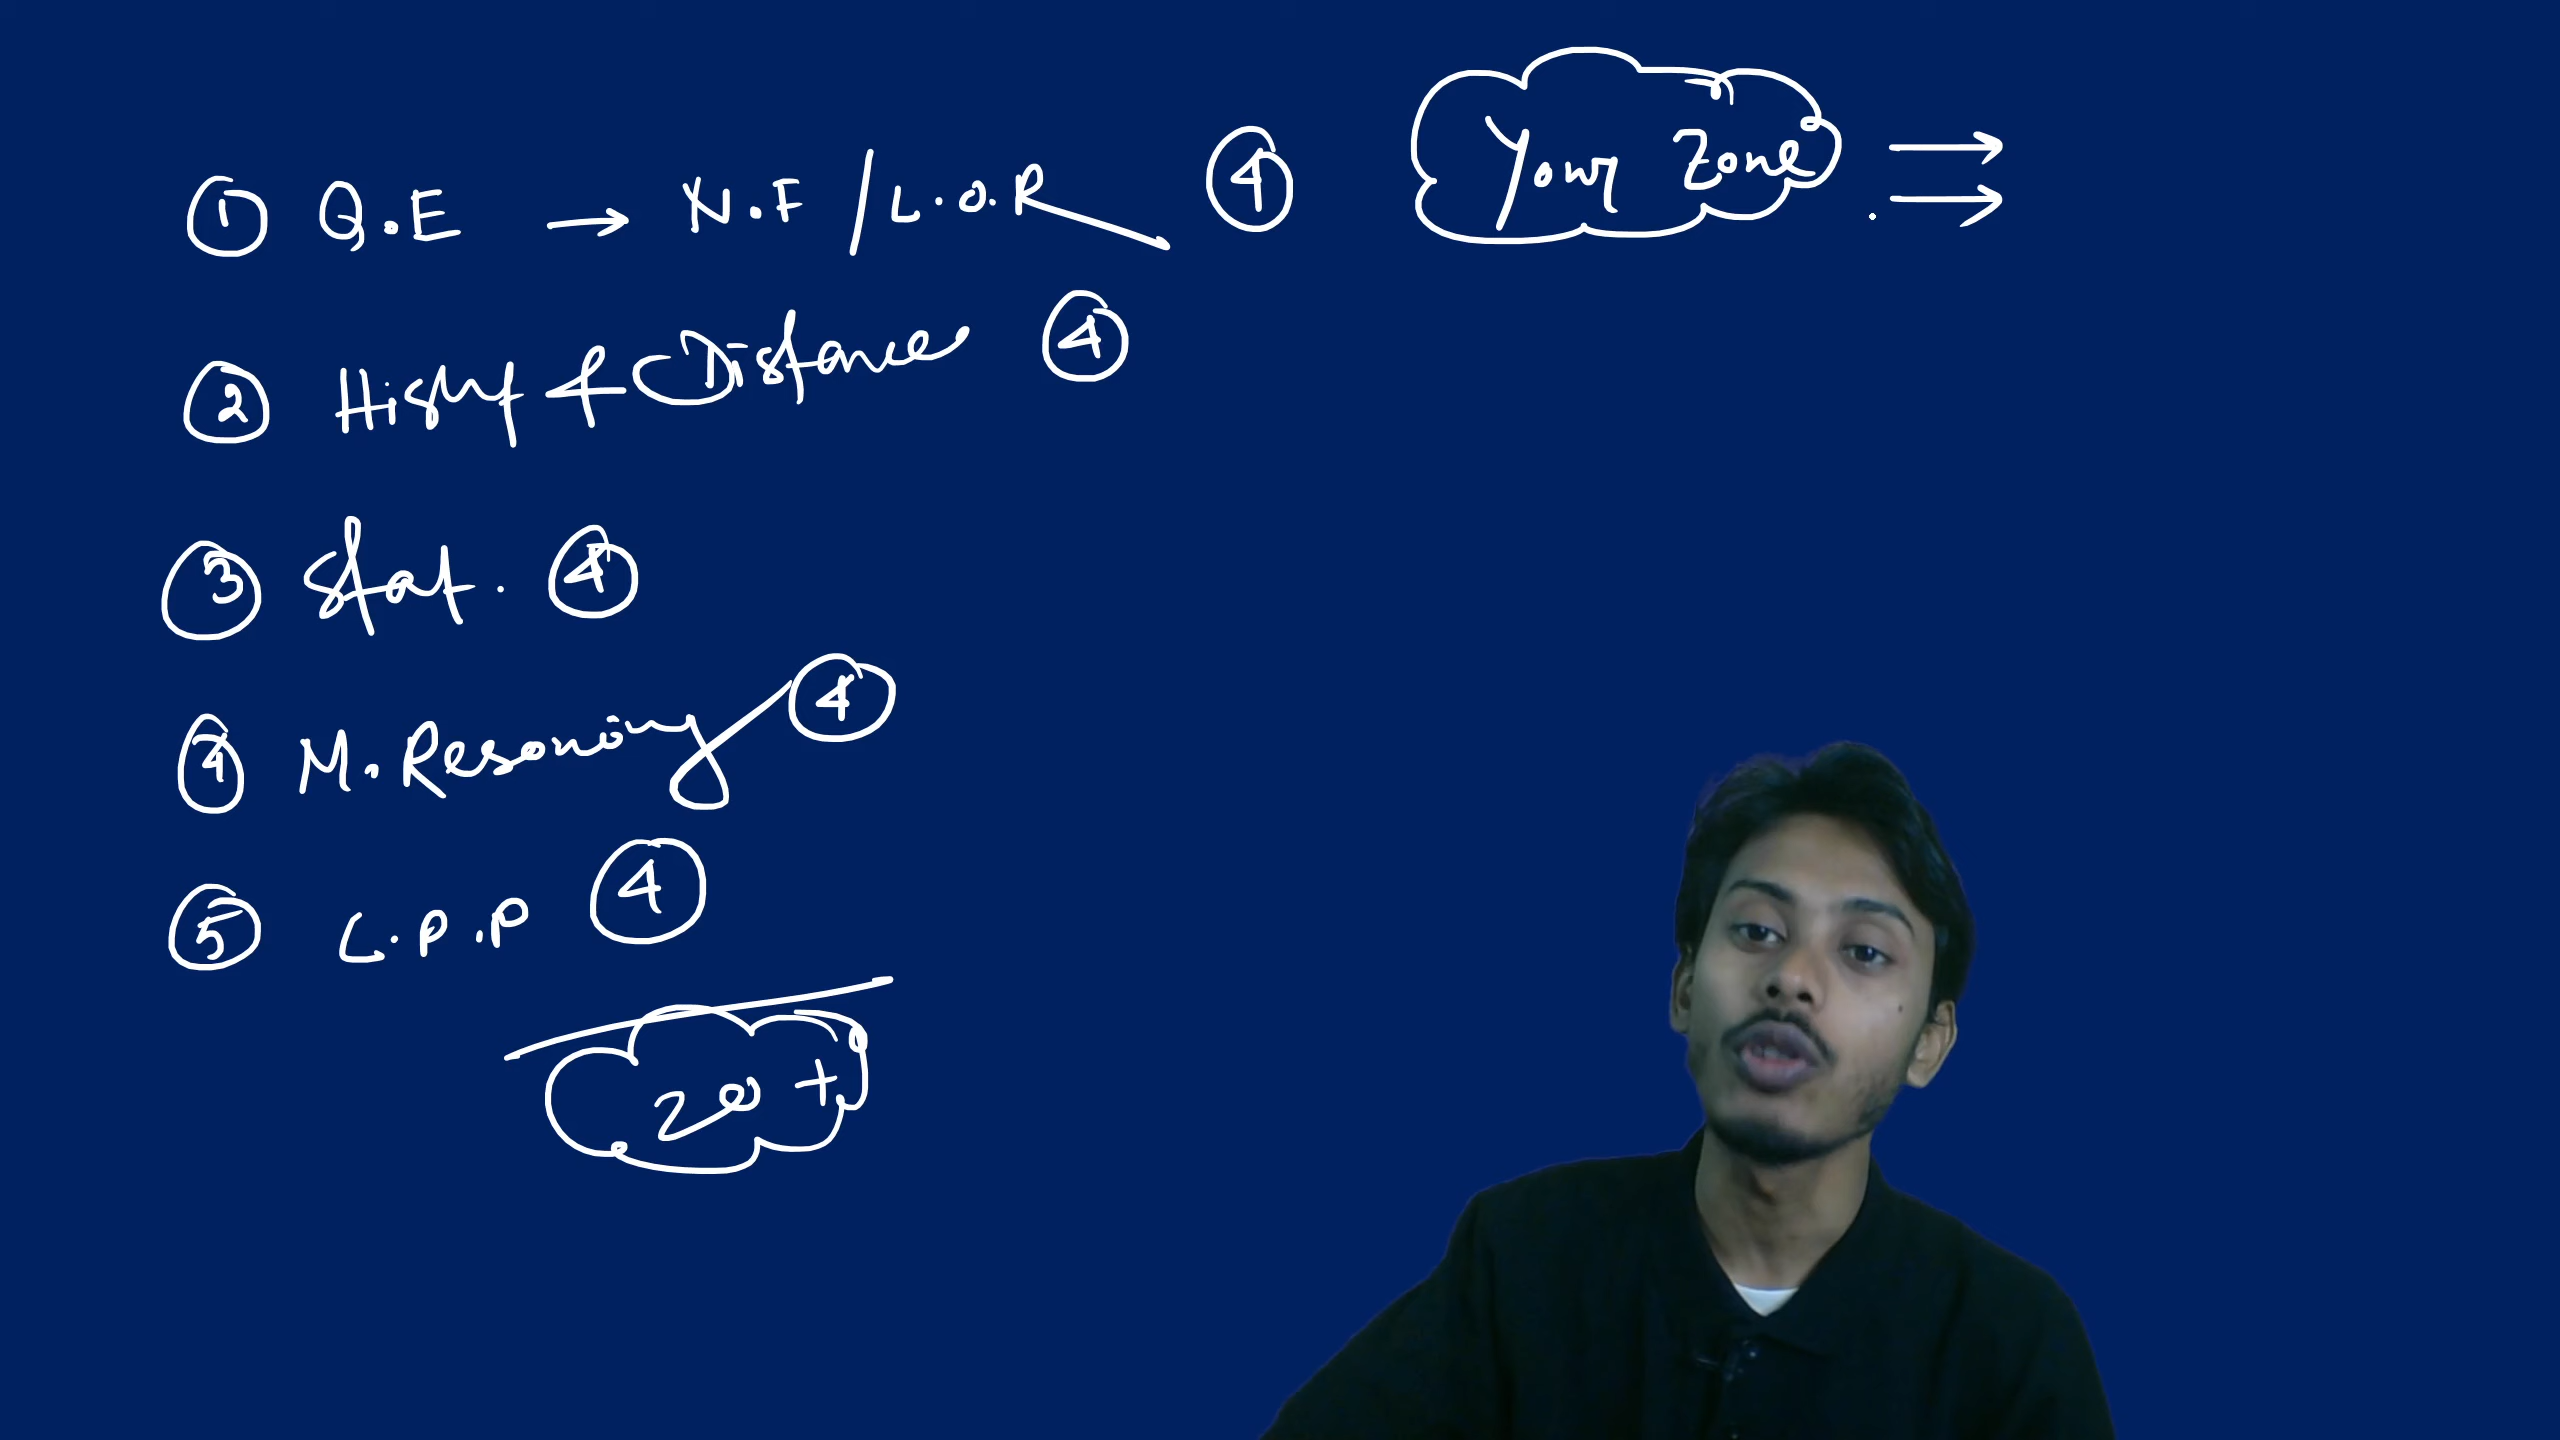 ① Q.E → N.F / L.O.R ④
Your Zone ⇒
② Hight & Distance ④
③ Stat. ④
④ M. Resoning ④
⑤ L.P.P ④
20 +